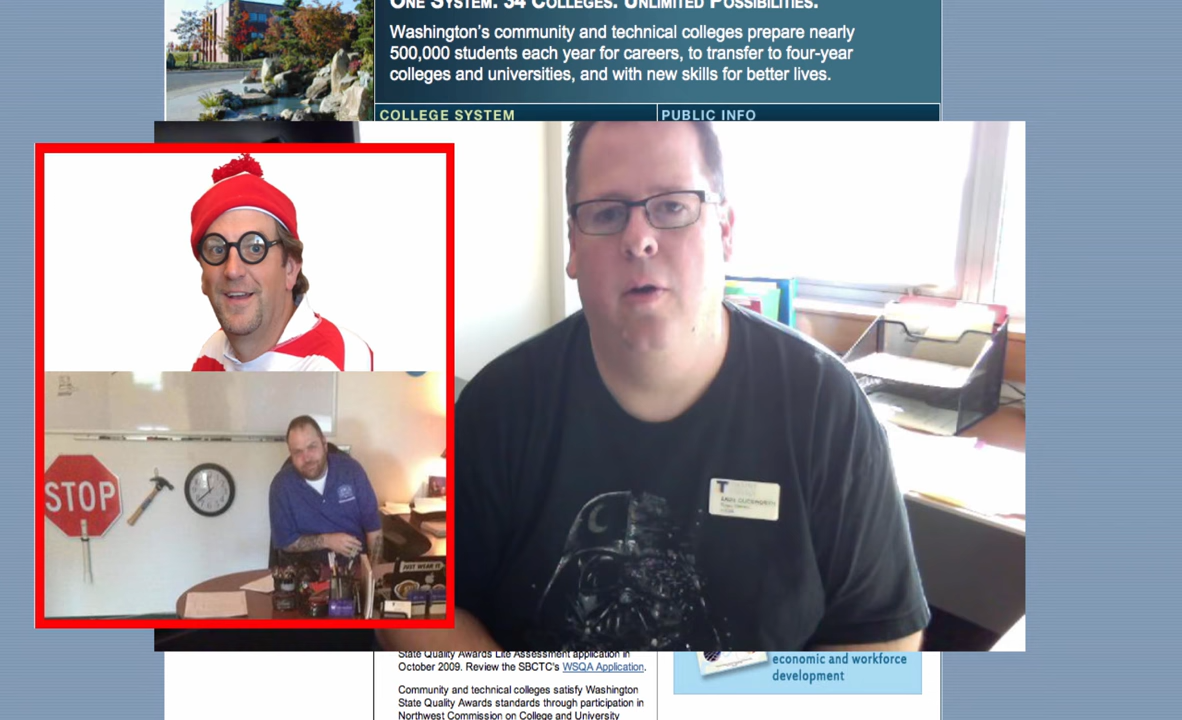 ONE SYSTEM. 34 COLLEGES. UNLIMITED POSSIBILITIES.
Washington's community and technical colleges prepare nearly
500,000 students each year for careers, to transfer to four-year
colleges and universities, and with new skills for better lives.
COLLEGE SYSTEM
PUBLIC INFO
STOP
T
JUST WEAR IT
State Quality Awards Lite Assessment application in
October 2009. Review the SBCTC's WSQA Application.
economic and workforce
development
Community and technical colleges satisfy Washington
State Quality Awards standards through participation in
Northwest Commission on College and University